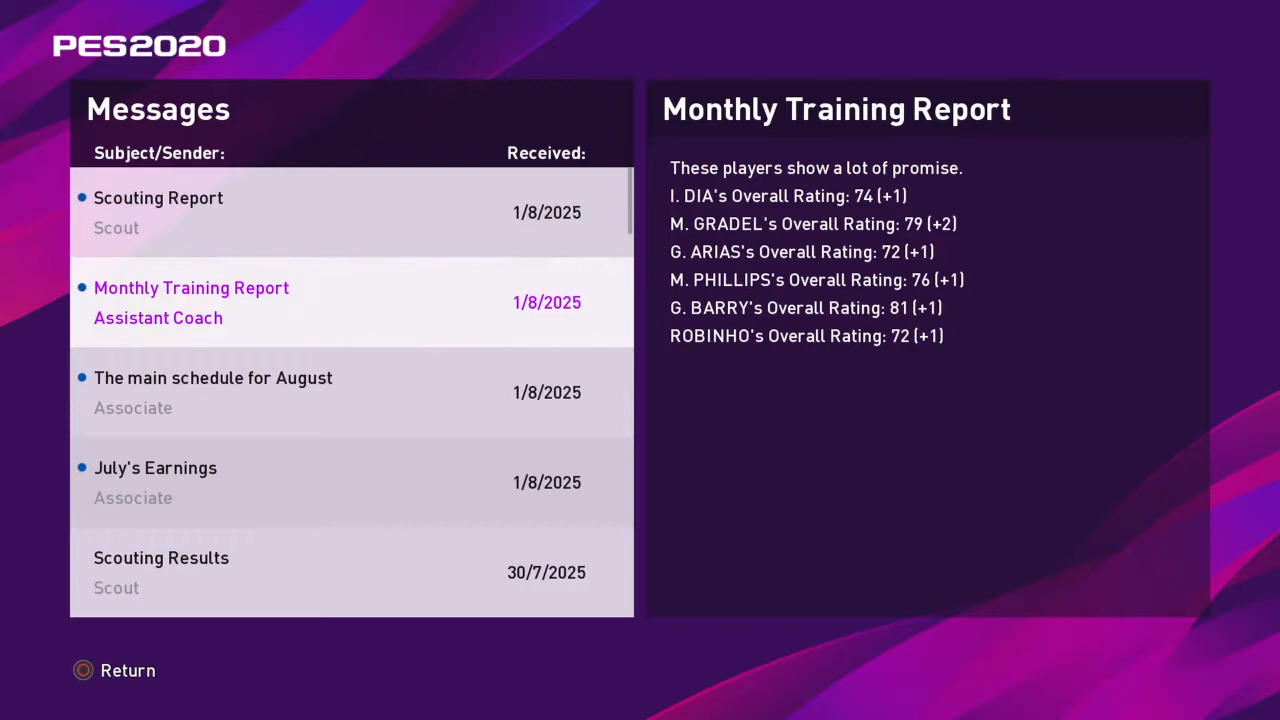 PES2020
Messages
Subject/Sender: Received:
Scouting Report
Scout
1/8/2025
Monthly Training Report
Assistant Coach
1/8/2025
The main schedule for August
Associate
1/8/2025
July's Earnings
Associate
1/8/2025
Scouting Results
Scout
30/7/2025
Monthly Training Report
These players show a lot of promise.
I. DIA's Overall Rating: 74 (+1)
M. GRADEL's Overall Rating: 79 (+2)
G. ARIAS's Overall Rating: 72 (+1)
M. PHILLIPS's Overall Rating: 76 (+1)
G. BARRY's Overall Rating: 81 (+1)
ROBINHO's Overall Rating: 72 (+1)
Return